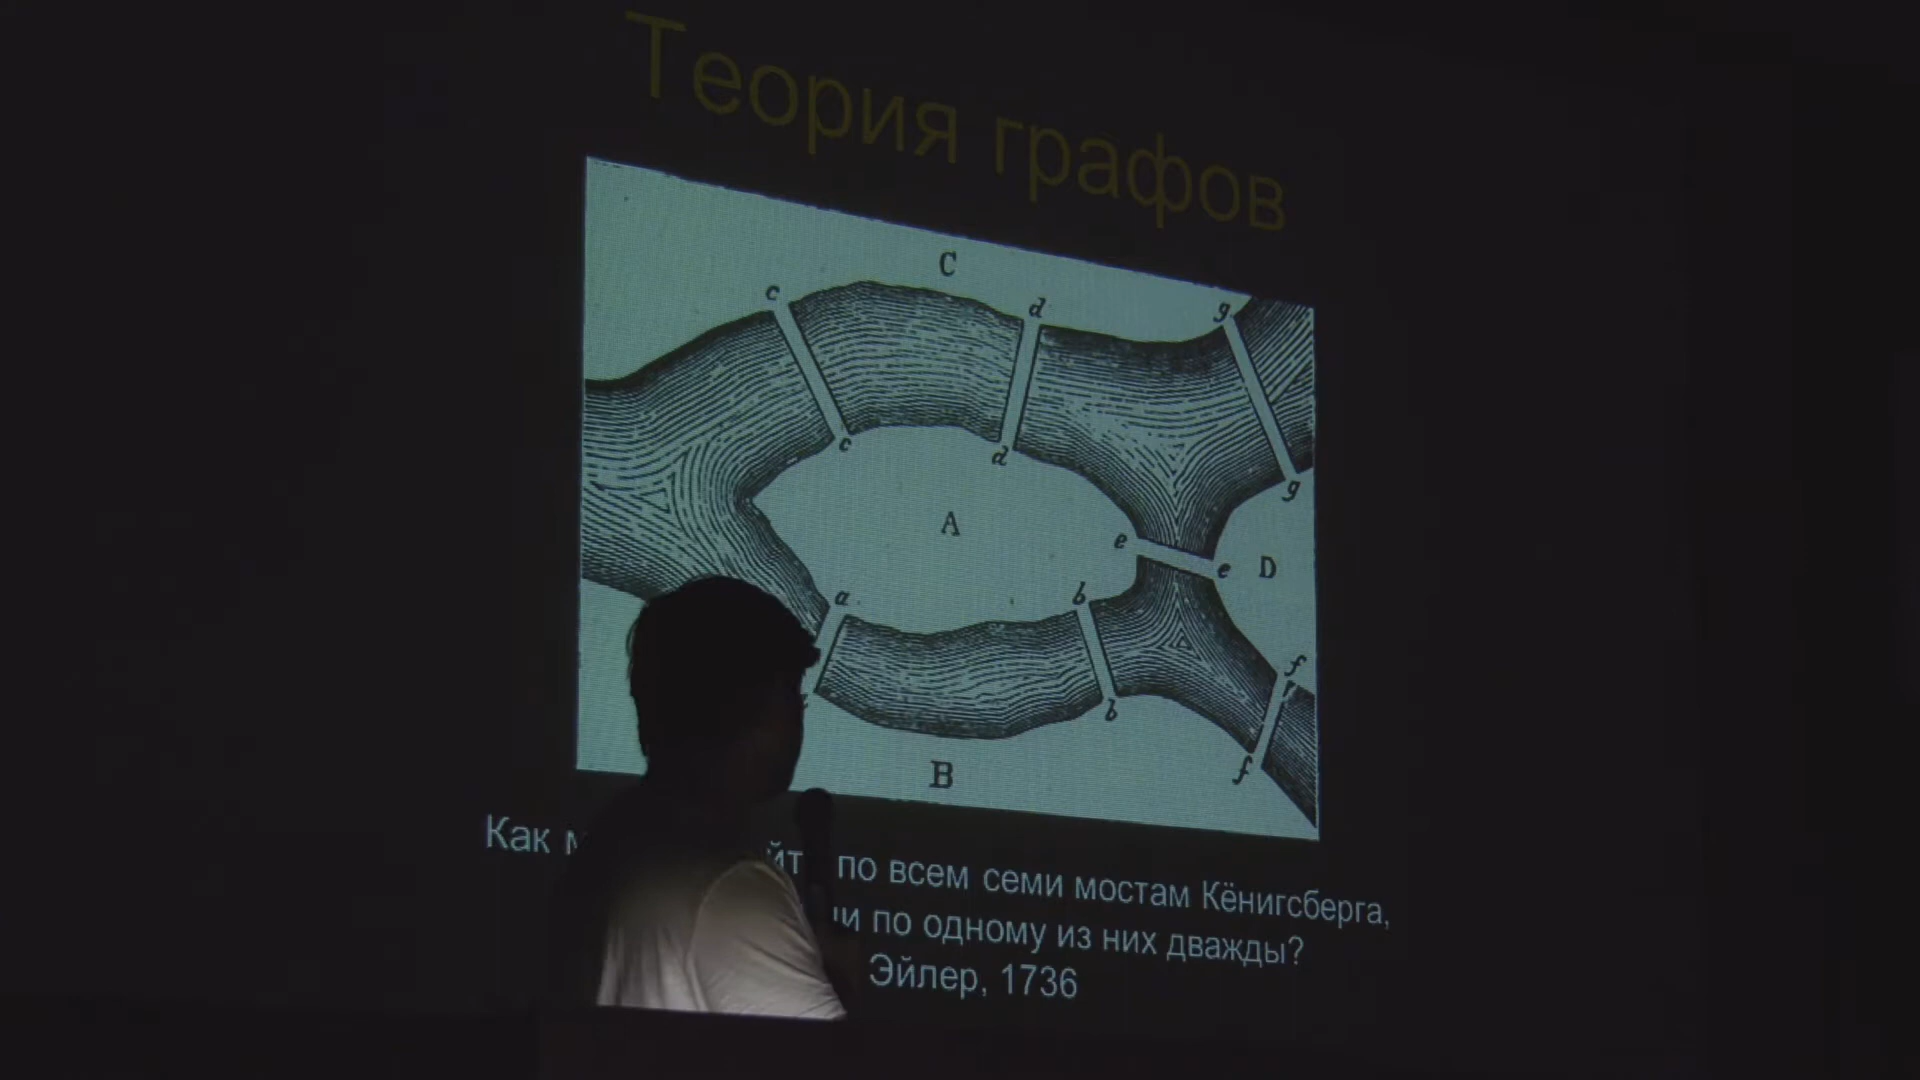 Теория графов
C
c d g
c d g
A
e e D
a b
f
b
f
B
Как по всем семи мостам Кёнигсберга,
по одному из них дважды?
Эйлер, 1736